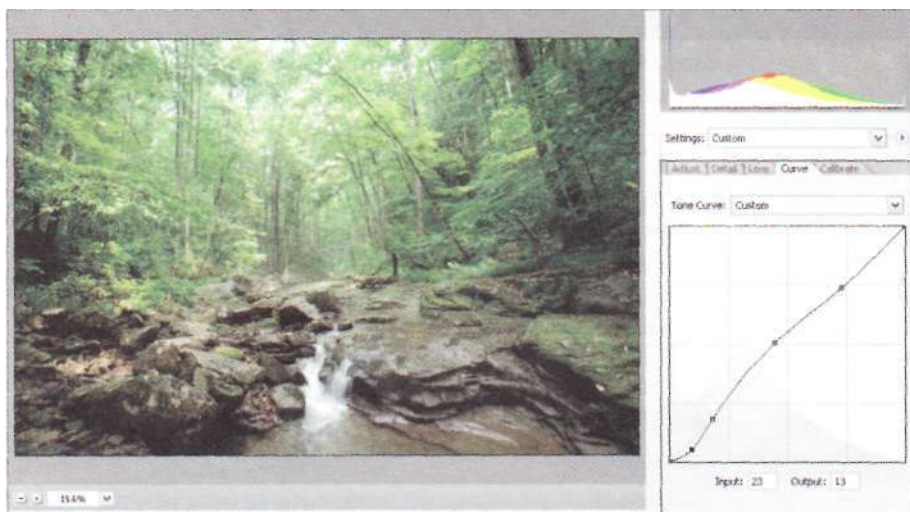 Settings: Custom
Adjust Detail Lens Curve Calibrate
Tone Curve: Custom
Input: 23 Output: 13
19.6%